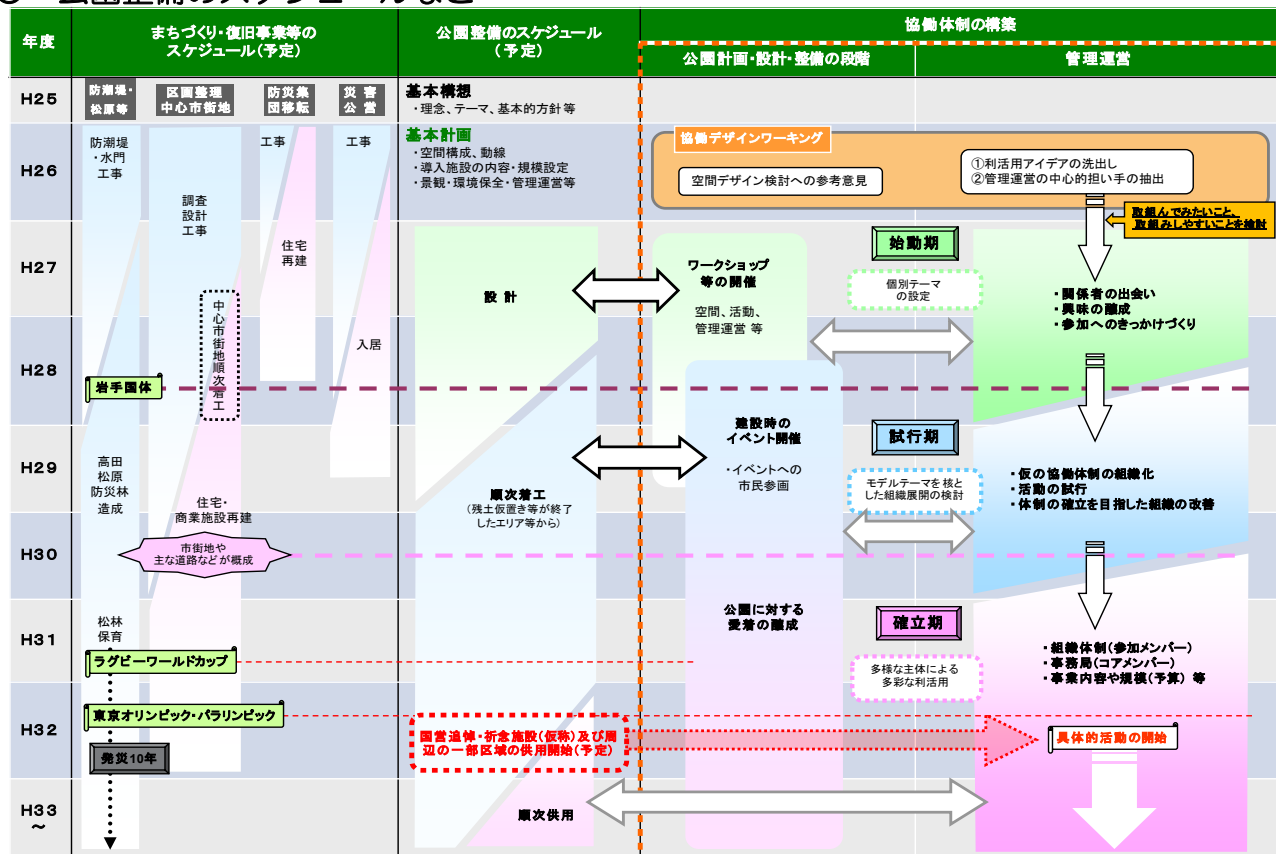 年度
まちづくり・復旧事業等の
スケジュール(予定)
公園整備のスケジュール
(予定)
協働体制の構築
公園計画・設計・整備の段階
管理運営
H25
防潮堤・
松原等
区画整理
中心市街地
防災集
団移転
災害
公営
基本構想
・理念、テーマ、基本的方針等
H26
防潮堤
・水門
工事
調査
設計
工事
工事
工事
基本計画
・空間構成、動線
・導入施設の内容・規模設定
・景観・環境保全・管理運営等
協働デザインワーキング
空間デザイン検討への参考意見
①利活用アイデアの洗出し
②管理運営の中心的担い手の抽出
取組んでみたいこと、
取組みしやすいことを検討
H27
住宅
再建
設計
ワークショップ
等の開催
空間、活動、
管理運営 等
始動期
個別テーマ
の設定
・関係者の出会い
・興味の醸成
・参加へのきっかけづくり
H28
中心市街地順次着工
入居
岩手国体
H29
高田
松原
防災林
造成
住宅・
商業施設再建
順次着工
(残土仮置き等が終了
したエリア等から)
建設時の
イベント開催
・イベントへの
市民参画
試行期
モデルテーマを核と
した組織展開の検討
・仮の協働体制の組織化
・活動の試行
・体制の確立を目指した組織の改善
H30
市街地や
主な道路などが概成
H31
松林
保育
ラグビーワールドカップ
公園に対する
愛着の醸成
確立期
多様な主体による
多彩な利活用
・組織体制(参加メンバー)
・事務局(コアメンバー)
・事業内容や規模(予算) 等
H32
東京オリンピック・パラリンピック
発災10年
国営追悼・祈念施設(仮称)及び周
辺の一部区域の供用開始(予定)
具体的活動の開始
H33
~
順次供用